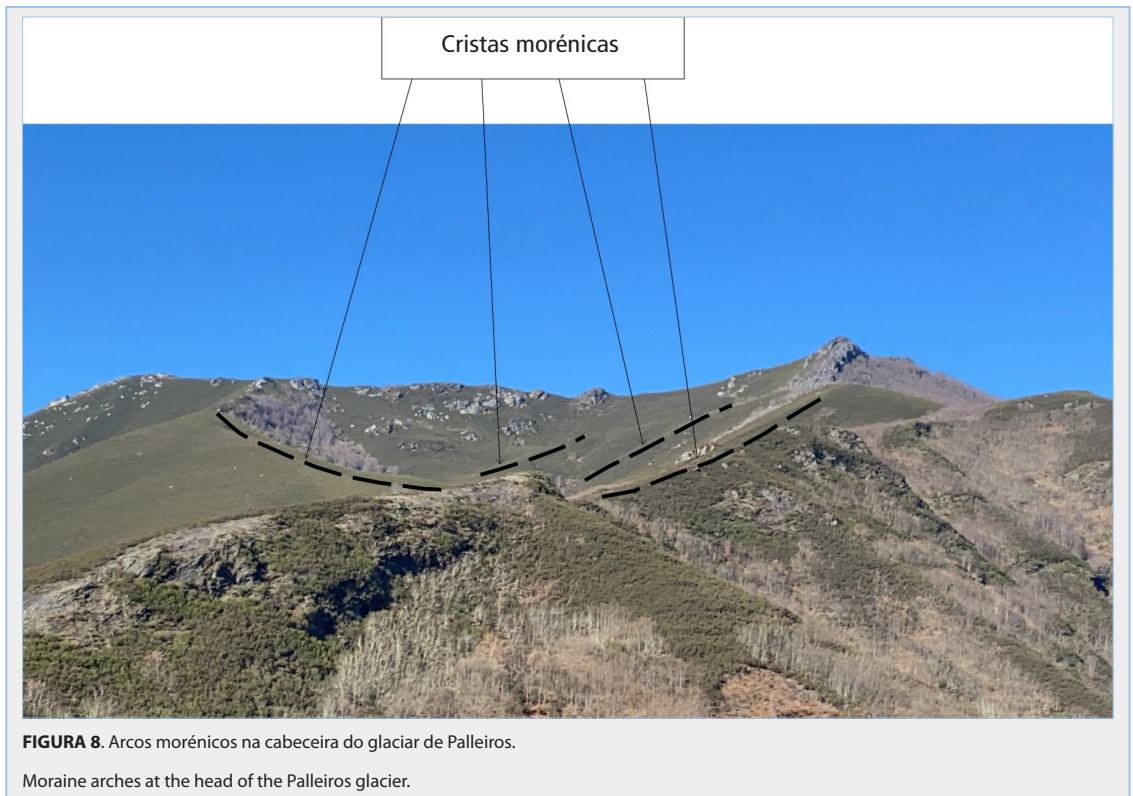 Cristas morénicas
FIGURA 8. Arcos morénicos na cabeceira do glaciar de Palleiros.
Moraine arches at the head of the Palleiros glacier.